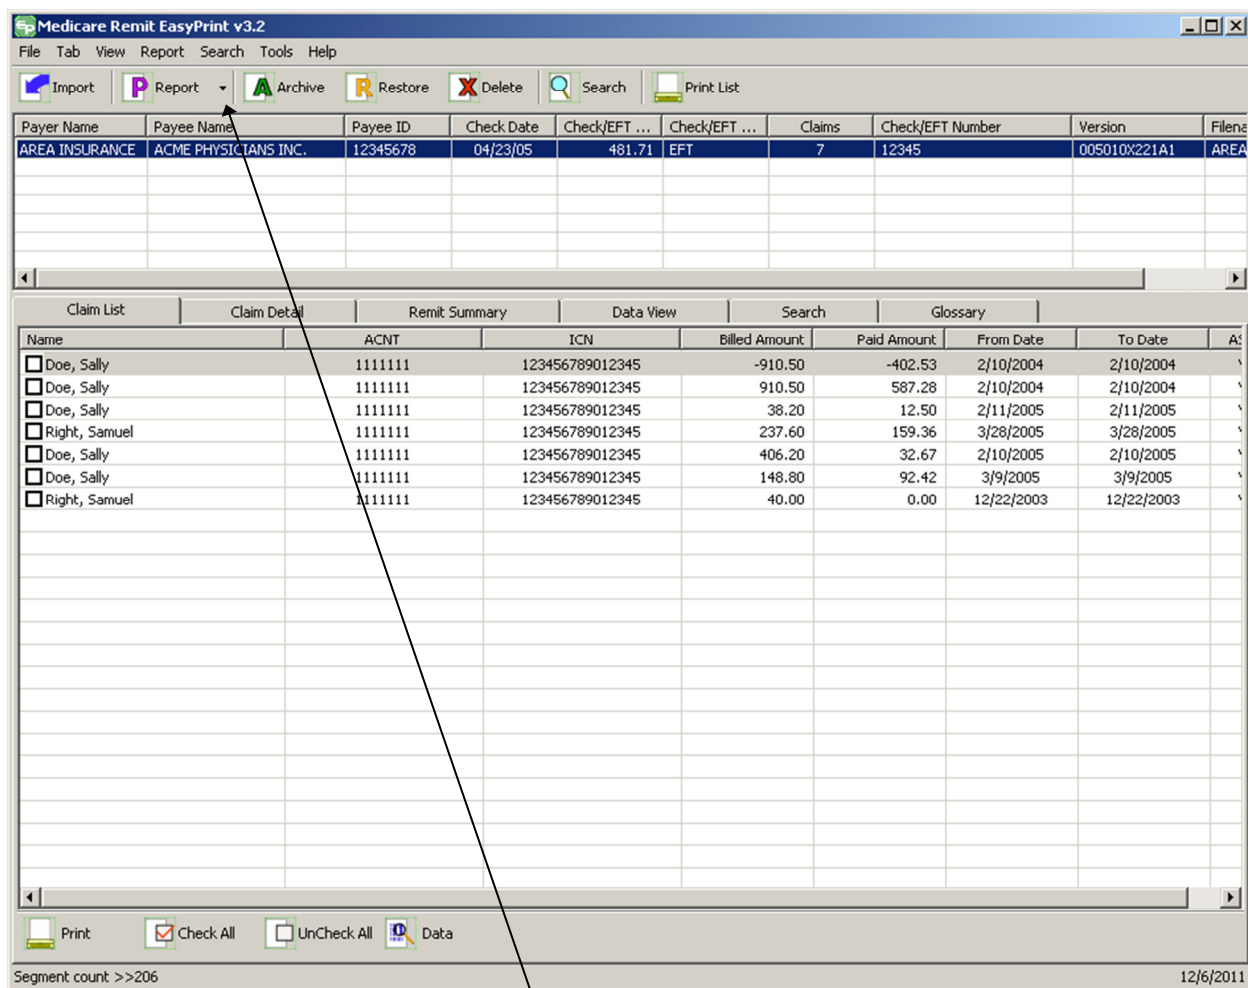 Medicare Remit EasyPrint v3.2
File Tab View Report Search Tools Help
Import Report Archive Restore Delete Search Print List
Payer Name Payee Name Payee ID Check Date Check/EFT ... Check/EFT ... Claims Check/EFT Number Version Filena
AREA INSURANCE ACME PHYSICIANS INC. 12345678 04/23/05 481.71 EFT 7 12345 005010X221A1 AREA
Claim List Claim Detail Remit Summary Data View Search Glossary
Name ACNT ICN Billed Amount Paid Amount From Date To Date AS
Doe, Sally 1111111 123456789012345 -910.50 -402.53 2/10/2004 2/10/2004
Doe, Sally 1111111 123456789012345 910.50 587.28 2/10/2004 2/10/2004
Doe, Sally 1111111 123456789012345 38.20 12.50 2/11/2005 2/11/2005
Right, Samuel 1111111 123456789012345 237.60 159.36 3/28/2005 3/28/2005
Doe, Sally 1111111 123456789012345 406.20 32.67 2/10/2005 2/10/2005
Doe, Sally 1111111 123456789012345 148.80 92.42 3/9/2005 3/9/2005
Right, Samuel 1111111 123456789012345 40.00 0.00 12/22/2003 12/22/2003
Print Check All UnCheck All Data
Segment count >>206 12/6/2011